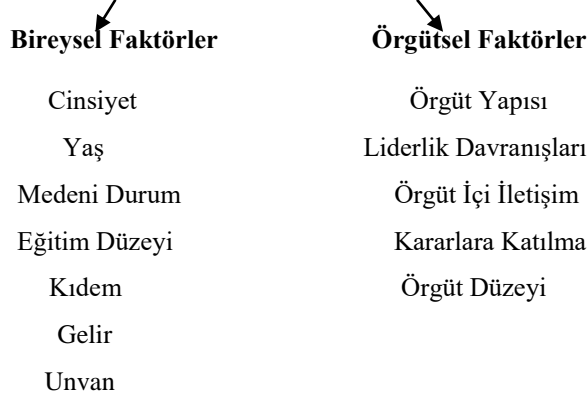 Bireysel Faktörler
Cinsiyet
Yaş
Medeni Durum
Eğitim Düzeyi
Kıdem
Gelir
Unvan
Örgütsel Faktörler
Örgüt Yapısı
Liderlik Davranışları
Örgüt İçi İletişim
Kararlara Katılma
Örgüt Düzeyi